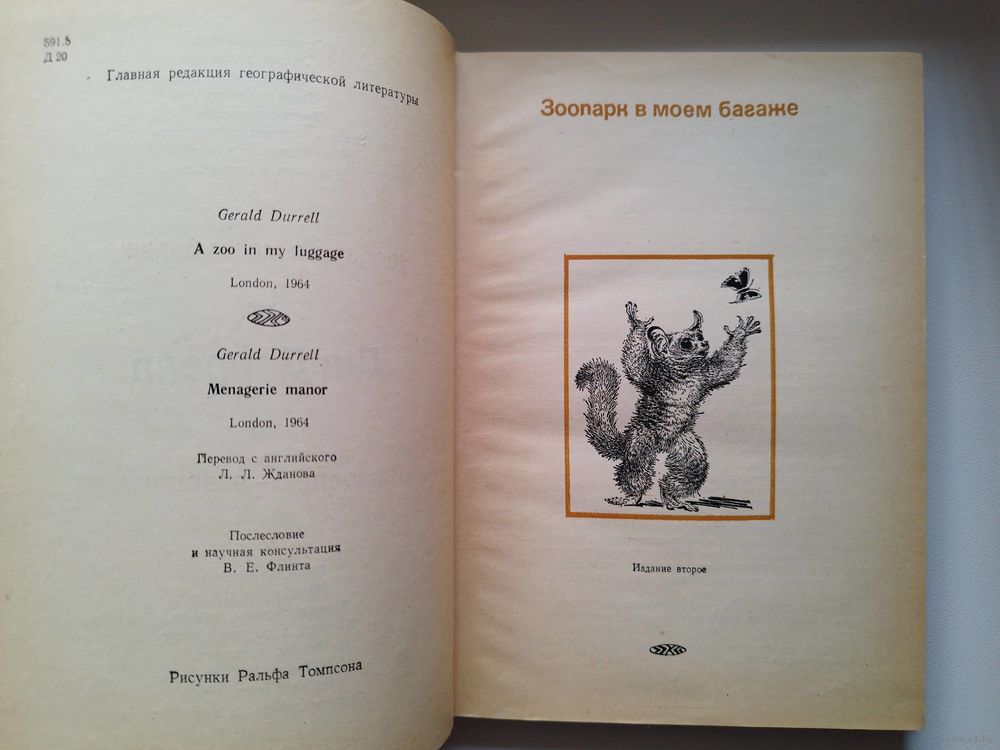 591.5
Д 20
Главная редакция географической литературы
Gerald Durrell
A zoo in my luggage
London, 1964
Gerald Durrell
Menagerie manor
London, 1964
Перевод с английского
Л. Л. Жданова
Послесловие
и научная консультация
В. Е. Флинта
Рисунки Ральфа Томпсона
Зоопарк в моем багаже
Издание второе